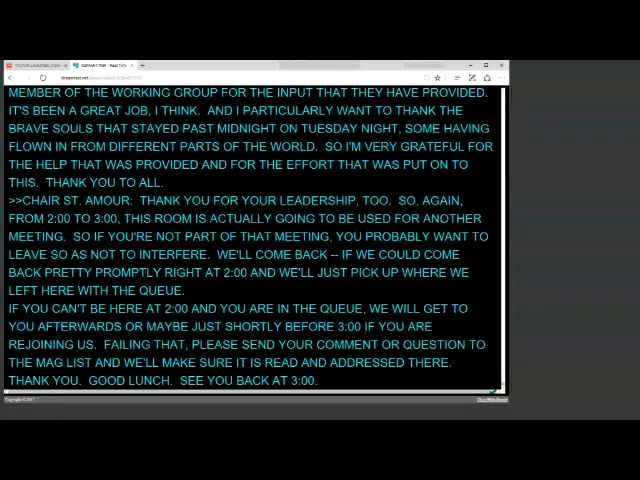 streamtext.net
MEMBER OF THE WORKING GROUP FOR THE INPUT THAT THEY HAVE PROVIDED.
IT'S BEEN A GREAT JOB, I THINK. AND I PARTICULARLY WANT TO THANK THE
BRAVE SOULS THAT STAYED PAST MIDNIGHT ON TUESDAY NIGHT, SOME HAVING
FLOWN IN FROM DIFFERENT PARTS OF THE WORLD. SO I'M VERY GRATEFUL FOR
THE HELP THAT WAS PROVIDED AND FOR THE EFFORT THAT WAS PUT ON TO
THIS. THANK YOU TO ALL.
>>CHAIR ST. AMOUR: THANK YOU FOR YOUR LEADERSHIP, TOO. SO, AGAIN,
FROM 2:00 TO 3:00, THIS ROOM IS ACTUALLY GOING TO BE USED FOR ANOTHER
MEETING. SO IF YOU'RE NOT PART OF THAT MEETING, YOU PROBABLY WANT TO
LEAVE SO AS NOT TO INTERFERE. WE'LL COME BACK -- IF WE COULD COME
BACK PRETTY PROMPTLY RIGHT AT 2:00 AND WE'LL JUST PICK UP WHERE WE
LEFT HERE WITH THE QUEUE.
IF YOU CAN'T BE HERE AT 2:00 AND YOU ARE IN THE QUEUE, WE WILL GET TO
YOU AFTERWARDS OR MAYBE JUST SHORTLY BEFORE 3:00 IF YOU ARE
REJOINING US. FAILING THAT, PLEASE SEND YOUR COMMENT OR QUESTION TO
THE MAG LIST AND WE'LL MAKE SURE IT IS READ AND ADDRESSED THERE.
THANK YOU. GOOD LUNCH. SEE YOU BACK AT 3:00.
Copyright © 2017